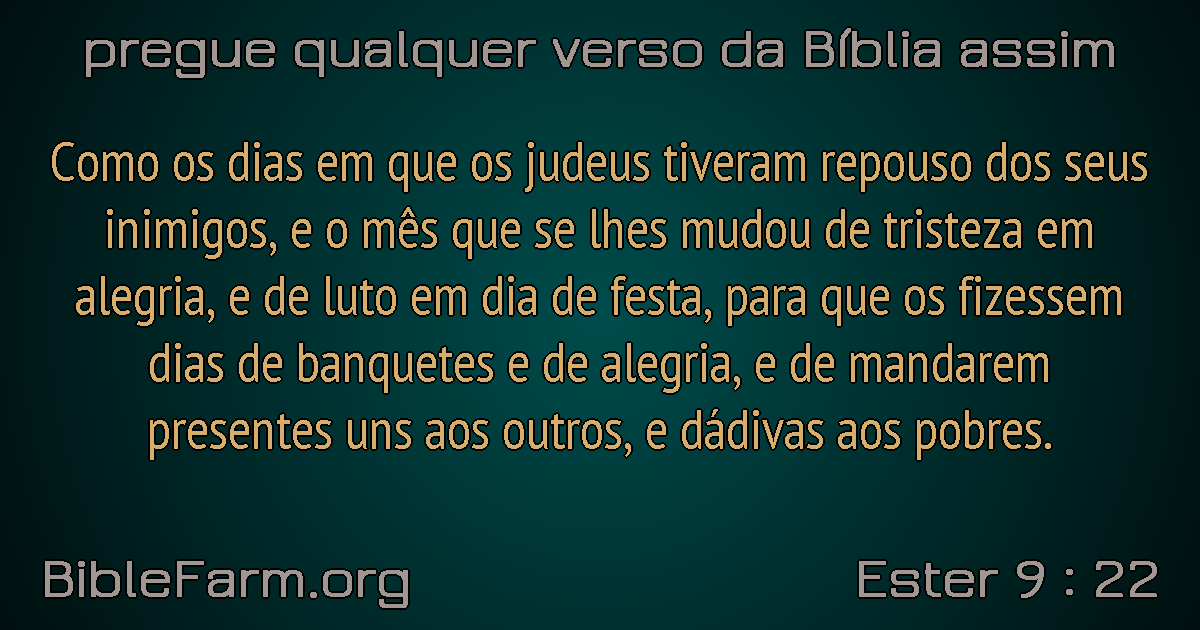 pregue qualquer verso da Bíblia assim
Como os dias em que os judeus tiveram repouso dos seus
inimigos, e o mês que se lhes mudou de tristeza em
alegria, e de luto em dia de festa, para que os fizessem
dias de banquetes e de alegria, e de mandarem
presentes uns aos outros, e dádivas aos pobres.
BibleFarm.org
Ester 9 : 22